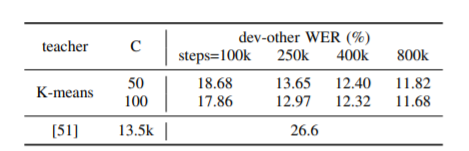 teacher C dev-other WER (%)
steps=100k 250k 400k 800k
K-means 50 18.68 13.65 12.40 11.82
100 17.86 12.97 12.32 11.68
[51] 13.5k 26.6